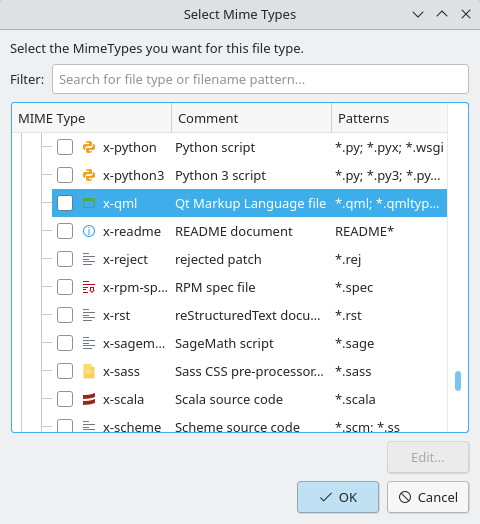 Select Mime Types
Select the MimeTypes you want for this file type.
Filter: Search for file type or filename pattern...
MIME Type Comment Patterns
x-python Python script *.py; *.pyx; *.wsgi
x-python3 Python 3 script *.py; *.py3; *.py...
x-qml Qt Markup Language file *.qml; *.qmltyp...
x-readme README document README*
x-reject rejected patch *.rej
x-rpm-sp... RPM spec file *.spec
x-rst reStructuredText docu... *.rst
x-sagem... SageMath script *.sage
x-sass Sass CSS pre-processor... *.sass
x-scala Scala source code *.scala
x-scheme Scheme source code *.scm; *.ss
Edit...
OK Cancel